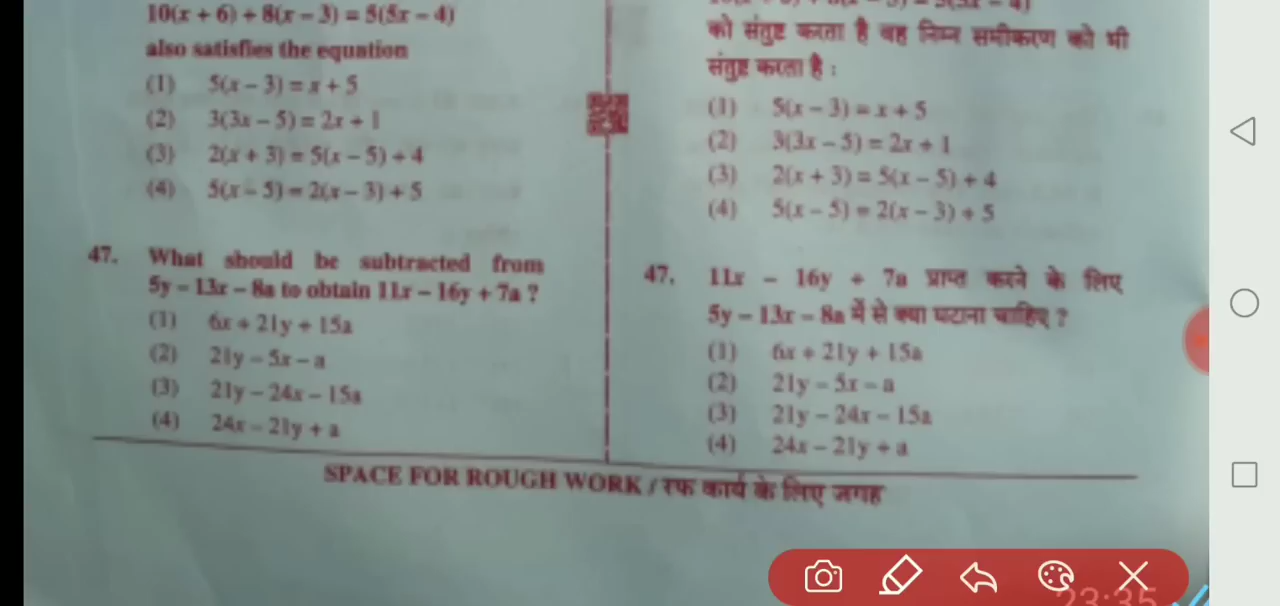 10(x + 6) + 8(x – 3) = 5(5x – 4)
also satisfies the equation
(1) 5(x – 3) = x + 5
(2) 3(3x – 5) = 2x + 1
(3) 2(x + 3) = 5(x – 5) + 4
(4) 5(x – 5) = 2(x – 3) + 5
47. What should be subtracted from
5y – 13x – 8a to obtain 11x – 16y + 7a ?
(1) 6x + 21y + 15a
(2) 21y – 5x – a
(3) 21y – 24x – 15a
(4) 24x – 21y + a
को संतुष्ट करता है वह निम्न समीकरण को भी
संतुष्ट करता है :
(1) 5(x – 3) = x + 5
(2) 3(3x – 5) = 2x + 1
(3) 2(x + 3) = 5(x – 5) + 4
(4) 5(x – 5) = 2(x – 3) + 5
47. 11x – 16y + 7a प्राप्त करने के लिए
5y – 13x – 8a में से क्या घटाना चाहिए ?
(1) 6x + 21y + 15a
(2) 21y – 5x – a
(3) 21y – 24x – 15a
(4) 24x – 21y + a
SPACE FOR ROUGH WORK / रफ कार्य के लिए जगह
23:35